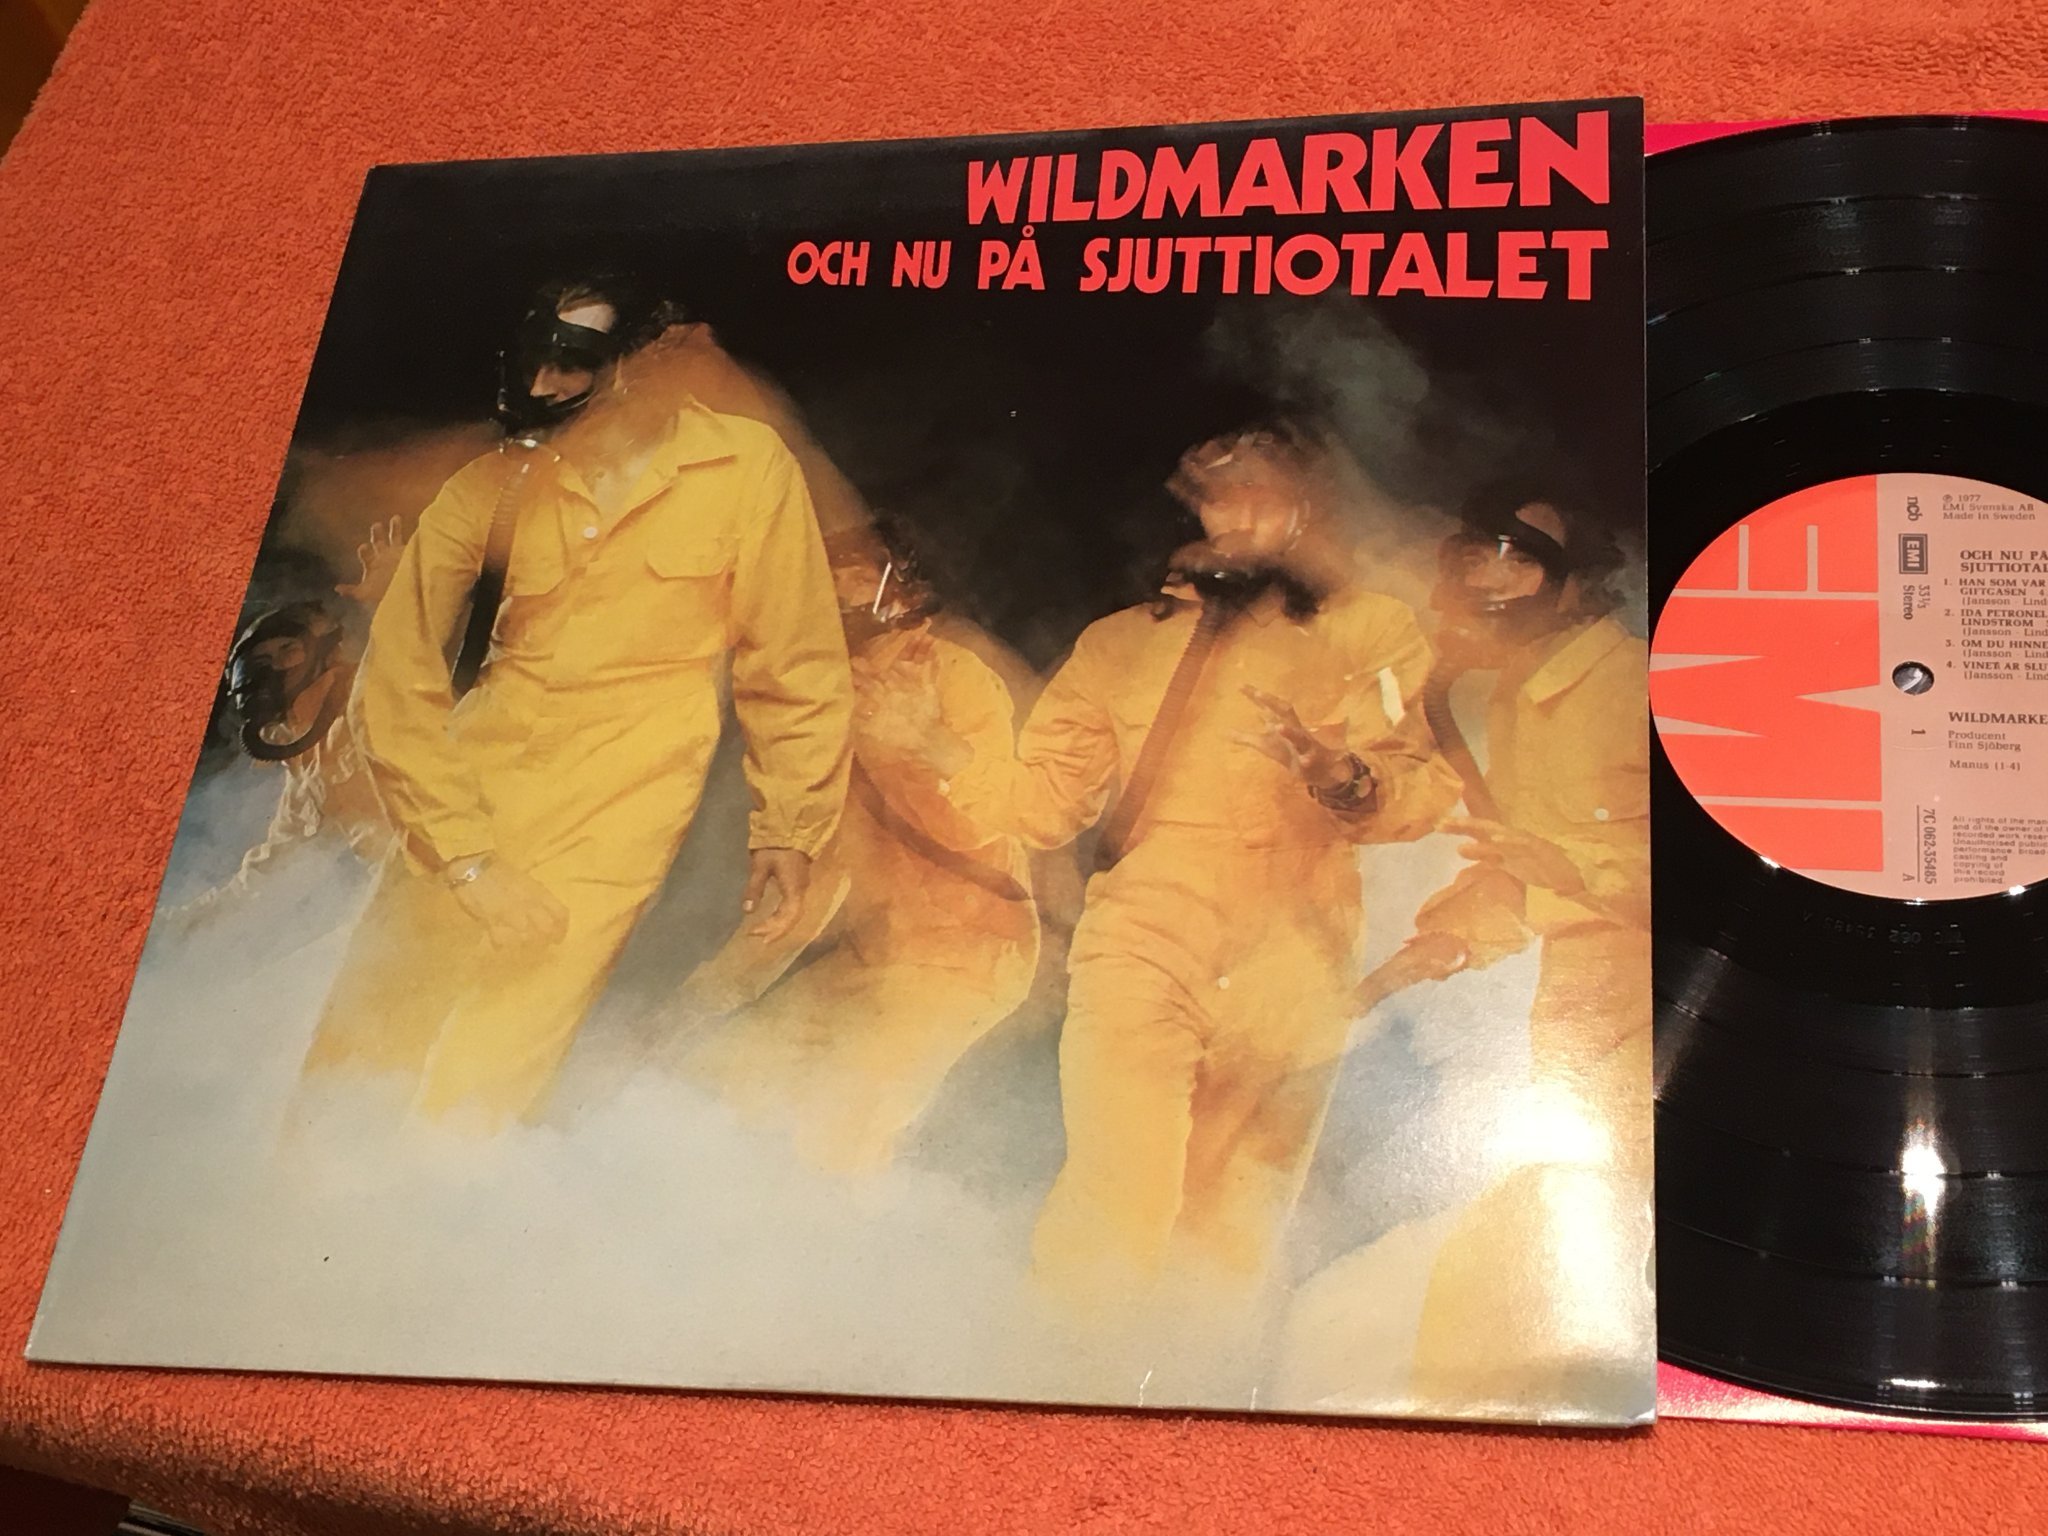 WILDMARKEN
OCH NU PÅ SJUTTIOTALET
EMI
ncb
EMI
33⅓
Stereo
℗ 1977
EMI Svenska AB
Made in Sweden
OCH NU PÅ
SJUTTIOTAL
1. HAN SOM VAR
GIFTGASEN 4
(Jansson - Lind
2. IDA PETRONEL
LINDSTROM
(Jansson - Lind
3. OM DU HINNE
(Jansson - Lind
4. VINET ÄR SLU
(Jansson - Lind
WILDMARKE
1
Producent
Finn Sjöberg
Manus (1-4)
7C 062-35485
A
All rights of the man
and of the owner of
recorded work reser
Unauthorised public
performance broad
casting and
copying of
this record
prohibited.